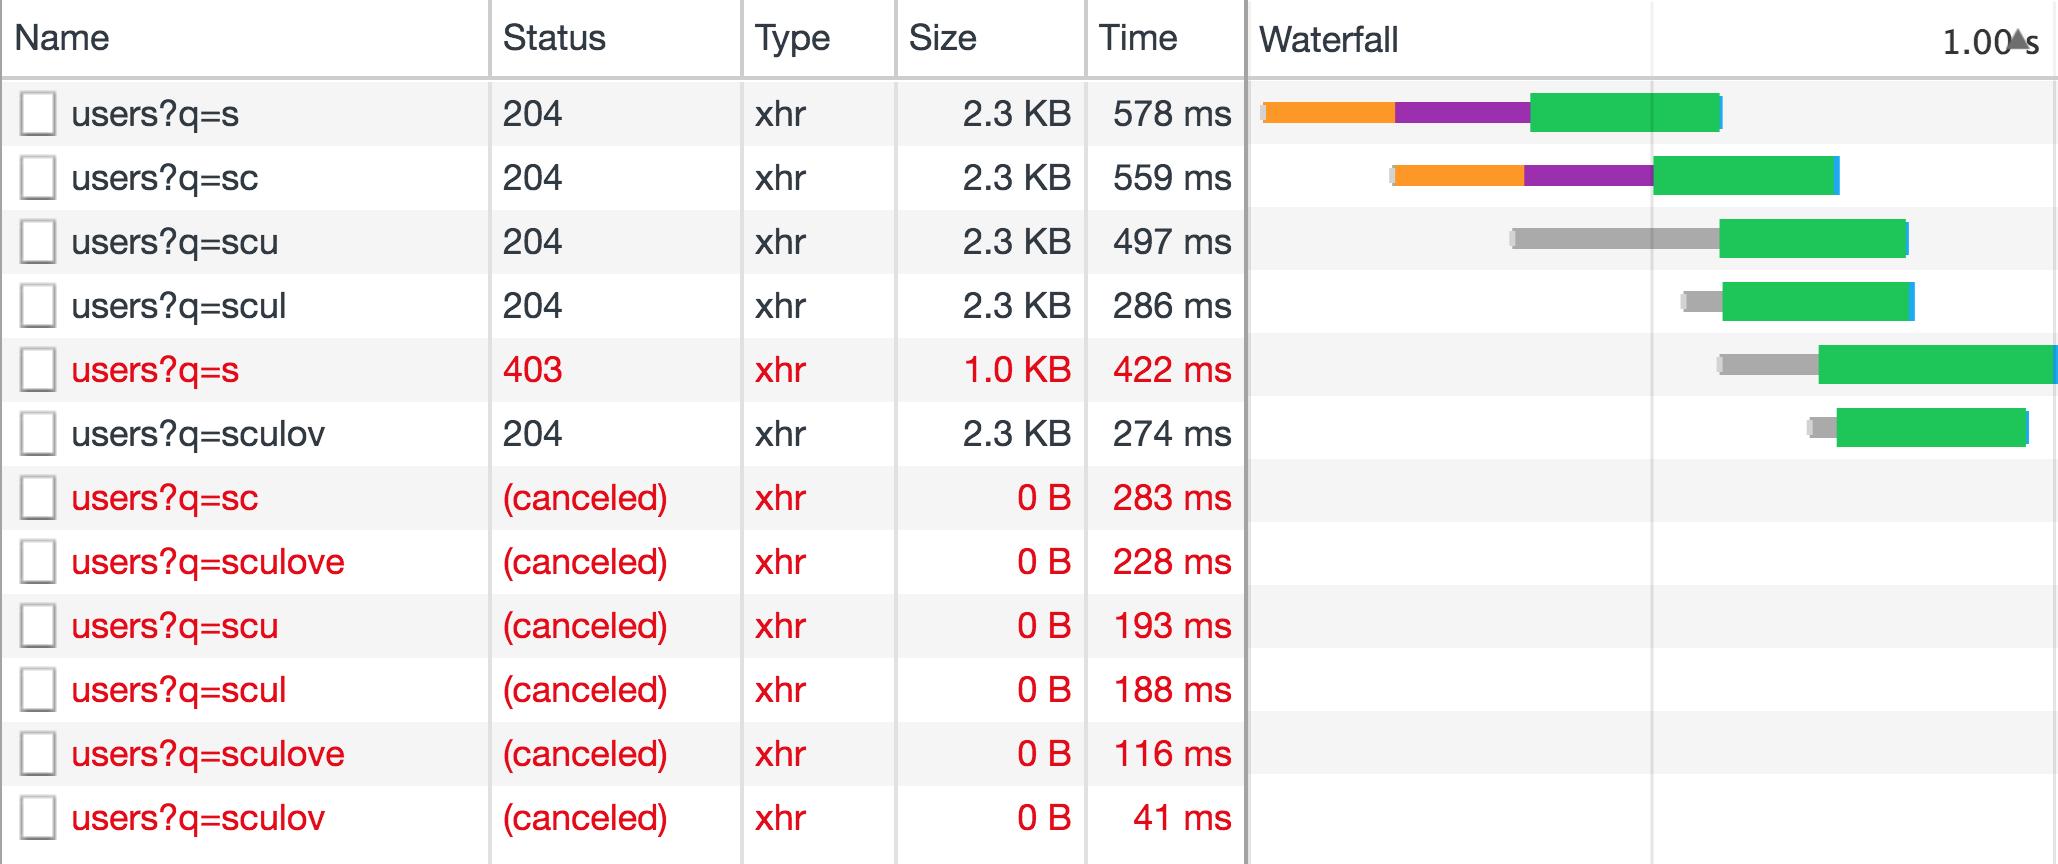 Name Status Type Size Time Waterfall 1.00 s
users?q=s 204 xhr 2.3 KB 578 ms
users?q=sc 204 xhr 2.3 KB 559 ms
users?q=scu 204 xhr 2.3 KB 497 ms
users?q=scul 204 xhr 2.3 KB 286 ms
users?q=s 403 xhr 1.0 KB 422 ms
users?q=sculov 204 xhr 2.3 KB 274 ms
users?q=sc (canceled) xhr 0 B 283 ms
users?q=sculove (canceled) xhr 0 B 228 ms
users?q=scu (canceled) xhr 0 B 193 ms
users?q=scul (canceled) xhr 0 B 188 ms
users?q=sculove (canceled) xhr 0 B 116 ms
users?q=sculov (canceled) xhr 0 B 41 ms